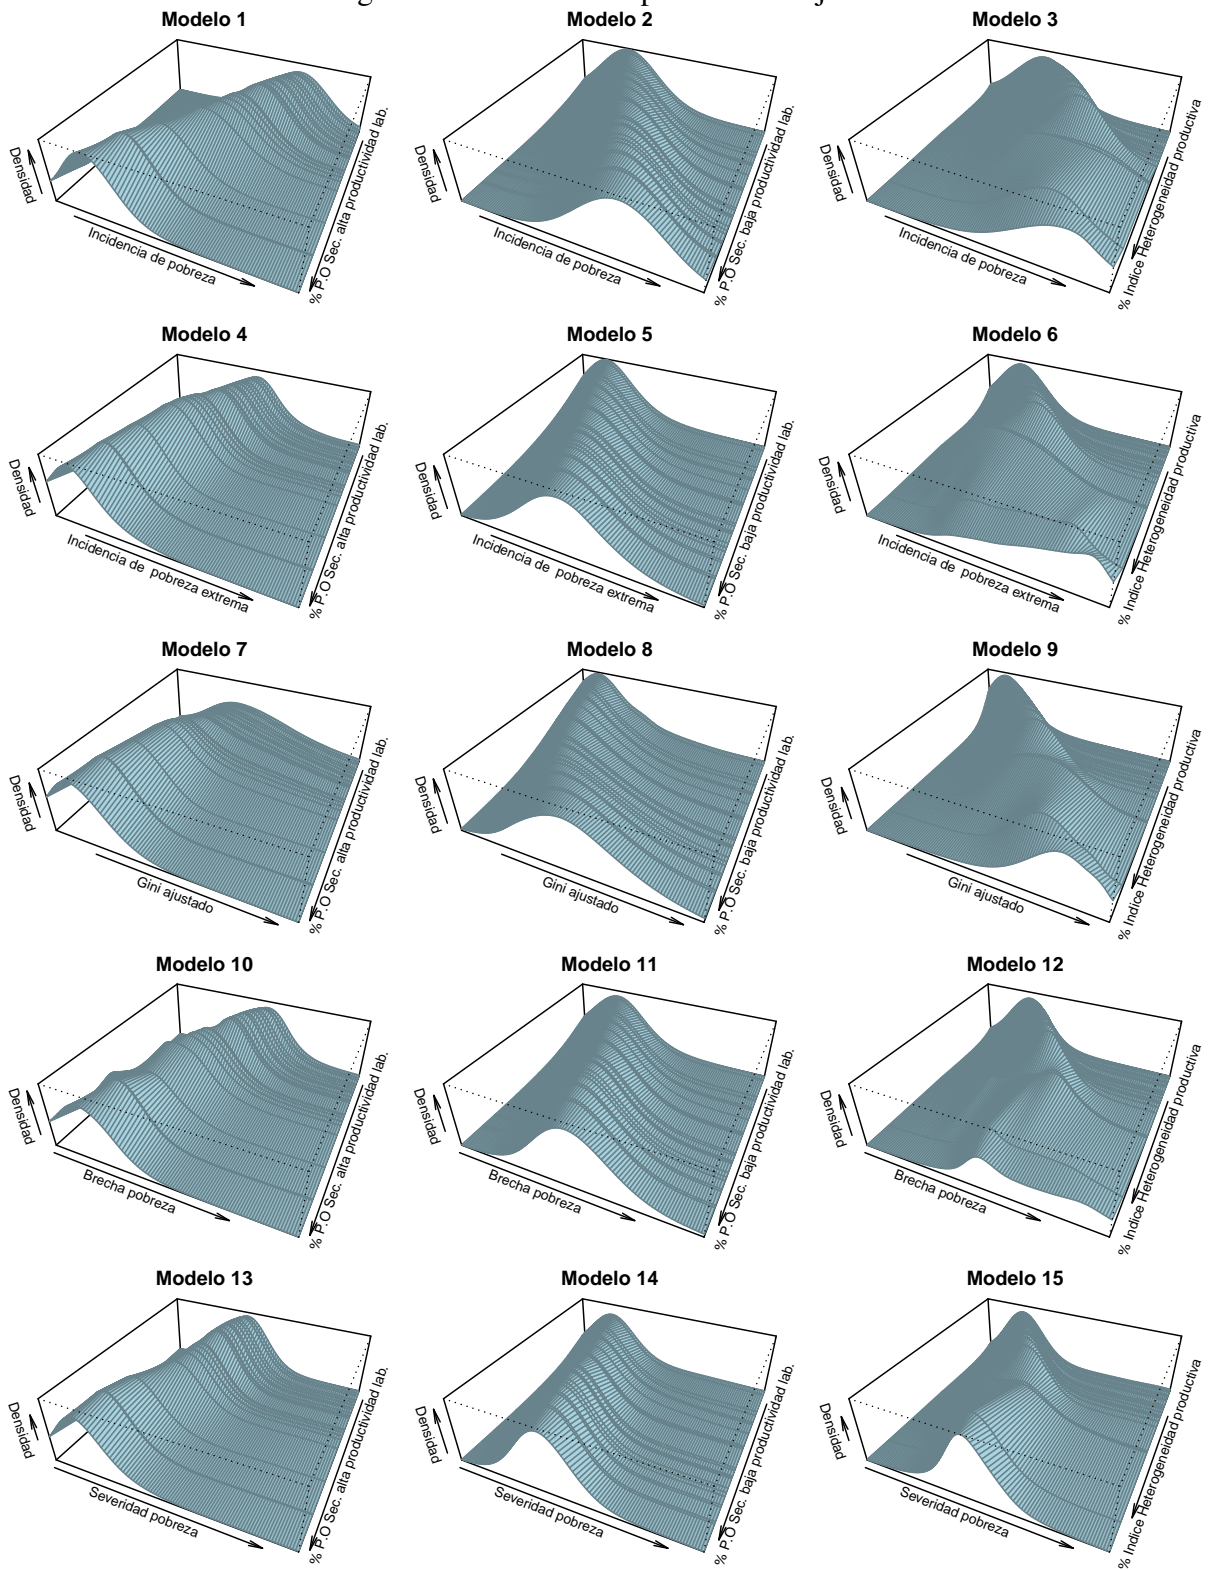 Modelo 1
Densidad
Incidencia de pobreza
% P.O Sec. alta productividad lab.
Modelo 2
Densidad
Incidencia de pobreza
% P.O Sec. baja productividad lab.
Modelo 3
Densidad
Incidencia de pobreza
% Indice Heterogeneidad productiva
Modelo 4
Densidad
Incidencia de pobreza extrema
% P.O Sec. alta productividad lab.
Modelo 5
Densidad
Incidencia de pobreza extrema
% P.O Sec. baja productividad lab.
Modelo 6
Densidad
Incidencia de pobreza extrema
% Indice Heterogeneidad productiva
Modelo 7
Densidad
Gini ajustado
% P.O Sec. alta productividad lab.
Modelo 8
Densidad
Gini ajustado
% P.O Sec. baja productividad lab.
Modelo 9
Densidad
Gini ajustado
% Indice Heterogeneidad productiva
Modelo 10
Densidad
Brecha pobreza
% P.O Sec. alta productividad lab.
Modelo 11
Densidad
Brecha pobreza
% P.O Sec. baja productividad lab.
Modelo 12
Densidad
Brecha pobreza
% Indice Heterogeneidad productiva
Modelo 13
Densidad
Severidad pobreza
% P.O Sec. alta productividad lab.
Modelo 14
Densidad
Severidad pobreza
% P.O Sec. baja productividad lab.
Modelo 15
Densidad
Severidad pobreza
% Indice Heterogeneidad productiva